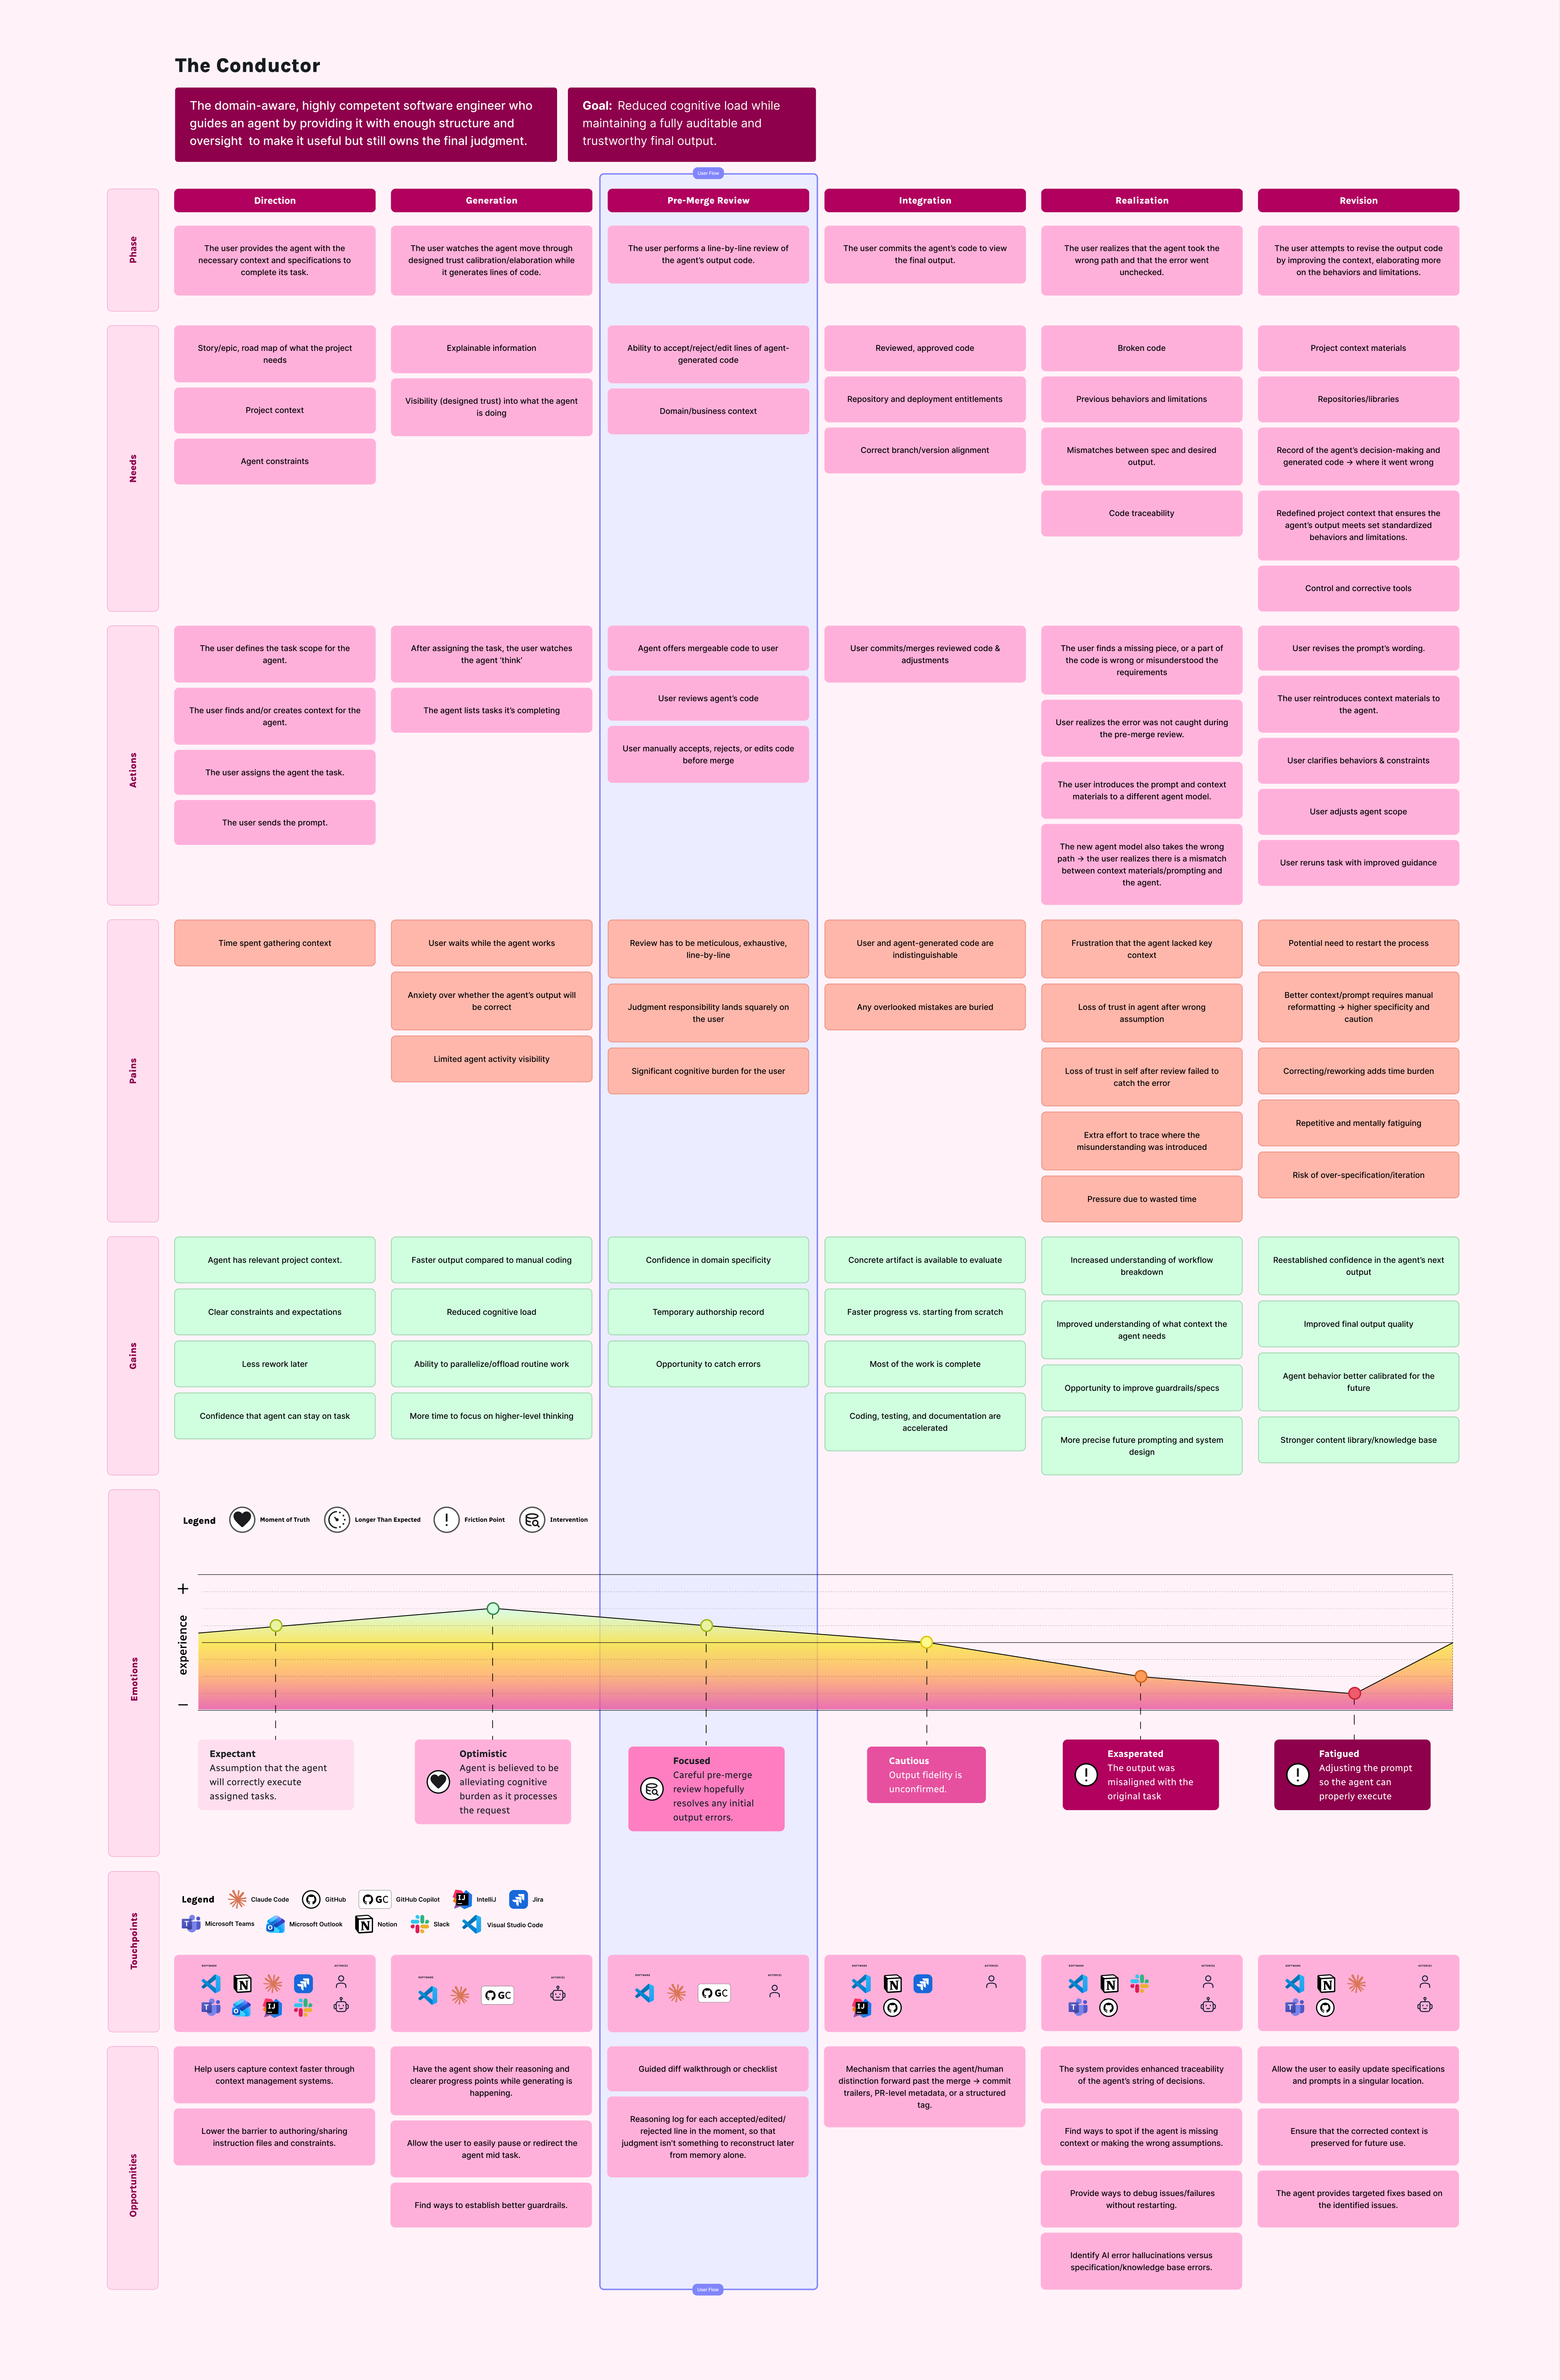 The Conductor
The domain-aware, highly competent software engineer who
guides an agent by providing it with enough structure and
oversight to make it useful but still owns the final judgment.
Goal: Reduced cognitive load while
maintaining a fully auditable and
trustworthy final output.
User Flow
Phase
Direction
Generation
Pre-Merge Review
Integration
Realization
Revision
The user provides the agent with the
necessary context and specifications to
complete its task.
The user watches the agent move through
designed trust calibration/elaboration while
it generates lines of code.
The user performs a line-by-line review of
the agent's output code.
The user commits the agent's code to view
the final output.
The user realizes that the agent took the
wrong path and that the error went
unchecked.
The user attempts to revise the output code
by improving the context, elaborating more
on the behaviors and limitations.
Needs
Story/epic, road map of what the project
needs
Project context
Agent constraints
Explainable information
Visibility (designed trust) into what the agent
is doing
Ability to accept/reject/edit lines of agent-
generated code
Domain/business context
Reviewed, approved code
Repository and deployment entitlements
Correct branch/version alignment
Broken code
Previous behaviors and limitations
Mismatches between spec and desired
output.
Code traceability
Project context materials
Repositories/libraries
Record of the agent's decision-making and
generated code → where it went wrong
Redefined project context that ensures the
agent's output meets set standardized
behaviors and limitations.
Control and corrective tools
Actions
The user defines the task scope for the
agent.
The user finds and/or creates context for the
agent.
The user assigns the agent the task.
The user sends the prompt.
After assigning the task, the user watches
the agent 'think'
The agent lists tasks it's completing
Agent offers mergeable code to user
User reviews agent's code
User manually accepts, rejects, or edits code
before merge
User commits/merges reviewed code &
adjustments
The user finds a missing piece, or a part of
the code is wrong or misunderstood the
requirements
User realizes the error was not caught during
the pre-merge review.
The user introduces the prompt and context
materials to a different agent model.
The new agent model also takes the wrong
path → the user realizes there is a mismatch
between context materials/prompting and
the agent.
User revises the prompt's wording.
The user reintroduces context materials to
the agent.
User clarifies behaviors & constraints
User adjusts agent scope
User reruns task with improved guidance
Pains
Time spent gathering context
User waits while the agent works
Anxiety over whether the agent's output will
be correct
Limited agent activity visibility
Review has to be meticulous, exhaustive,
line-by-line
Judgment responsibility lands squarely on
the user
Significant cognitive burden for the user
User and agent-generated code are
indistinguishable
Any overlooked mistakes are buried
Frustration that the agent lacked key
context
Loss of trust in agent after wrong
assumption
Loss of trust in self after review failed to
catch the error
Extra effort to trace where the
misunderstanding was introduced
Pressure due to wasted time
Potential need to restart the process
Better context/prompt requires manual
reformatting → higher specificity and
caution
Correcting/reworking adds time burden
Repetitive and mentally fatiguing
Risk of over-specification/iteration
Gains
Agent has relevant project context.
Clear constraints and expectations
Less rework later
Confidence that agent can stay on task
Faster output compared to manual coding
Reduced cognitive load
Ability to parallelize/offload routine work
More time to focus on higher-level thinking
Confidence in domain specificity
Temporary authorship record
Opportunity to catch errors
Concrete artifact is available to evaluate
Faster progress vs. starting from scratch
Most of the work is complete
Coding, testing, and documentation are
accelerated
Increased understanding of workflow
breakdown
Improved understanding of what context the
agent needs
Opportunity to improve guardrails/specs
More precise future prompting and system
design
Reestablished confidence in the agent's next
output
Improved final output quality
Agent behavior better calibrated for the
future
Stronger content library/knowledge base
Emotions
Legend
Moment of Truth
Longer Than Expected
Friction Point
Intervention
+
experience
−
Expectant
Assumption that the agent
will correctly execute
assigned tasks.
Optimistic
Agent is believed to be
alleviating cognitive
burden as it processes
the request
Focused
Careful pre-merge
review hopefully
resolves any initial
output errors.
Cautious
Output fidelity is
unconfirmed.
Exasperated
The output was
misaligned with the
original task
Fatigued
Adjusting the prompt
so the agent can
properly execute
Touchpoints
Legend
Claude Code
GitHub
GC
GitHub Copilot
IJ
IntelliJ
Jira
Microsoft Teams
Microsoft Outlook
Notion
Slack
Visual Studio Code
SOFTWARE
ACTOR(S)
SOFTWARE
ACTOR(S)
GC
SOFTWARE
ACTOR(S)
GC
SOFTWARE
ACTOR(S)
SOFTWARE
ACTOR(S)
SOFTWARE
ACTOR(S)
Opportunities
Help users capture context faster through
context management systems.
Lower the barrier to authoring/sharing
instruction files and constraints.
Have the agent show their reasoning and
clearer progress points while generating is
happening.
Allow the user to easily pause or redirect the
agent mid task.
Find ways to establish better guardrails.
Guided diff walkthrough or checklist
Reasoning log for each accepted/edited/
rejected line in the moment, so that
judgment isn't something to reconstruct later
from memory alone.
Mechanism that carries the agent/human
distinction forward past the merge → commit
trailers, PR-level metadata, or a structured
tag.
The system provides enhanced traceability
of the agent's string of decisions.
Find ways to spot if the agent is missing
context or making the wrong assumptions.
Provide ways to debug issues/failures
without restarting.
Identify AI error hallucinations versus
specification/knowledge base errors.
Allow the user to easily update specifications
and prompts in a singular location.
Ensure that the corrected context is
preserved for future use.
The agent provides targeted fixes based on
the identified issues.
User Flow